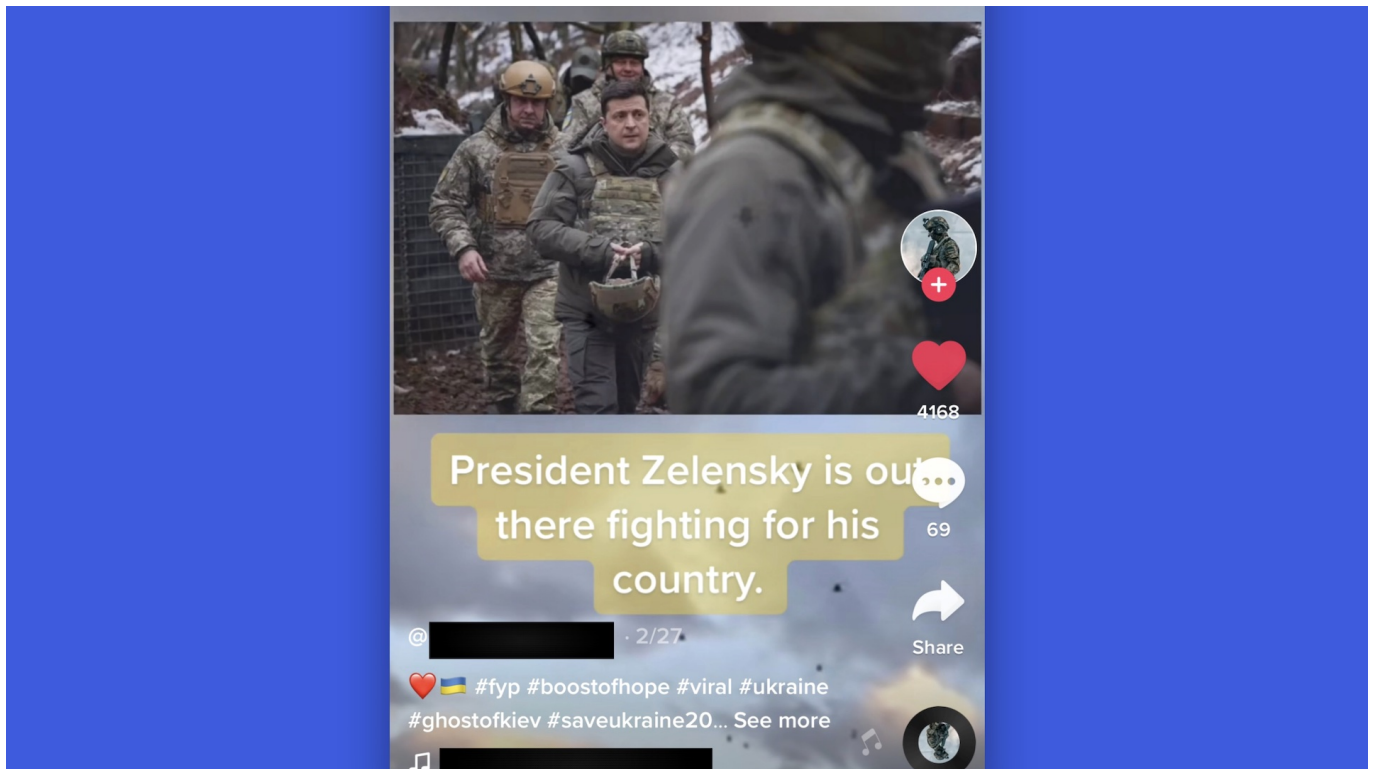 4168
President Zelensky is out
there fighting for his
country.
69
@
· 2/27
Share
#fyp #boostofhope #viral #ukraine
#ghostofkiev #saveukraine20... See more